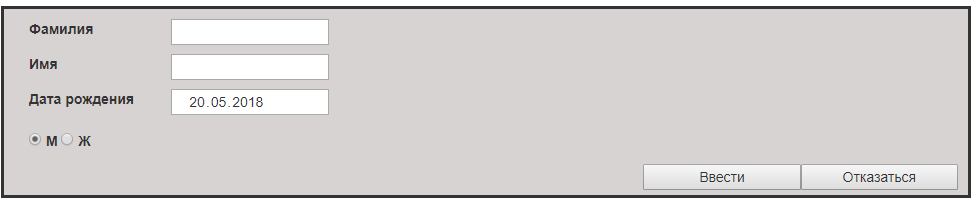 Фамилия
Имя
Дата рождения 20.05.2018
М Ж
Ввести Отказаться